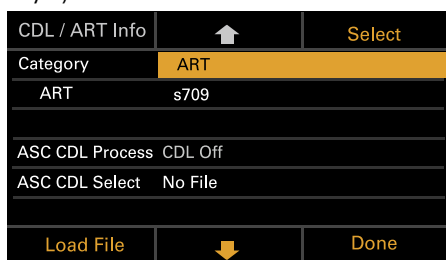 CDL / ART Info Select
Category ART
ART s709
ASC CDL Process CDL Off
ASC CDL Select No File
Load File Done